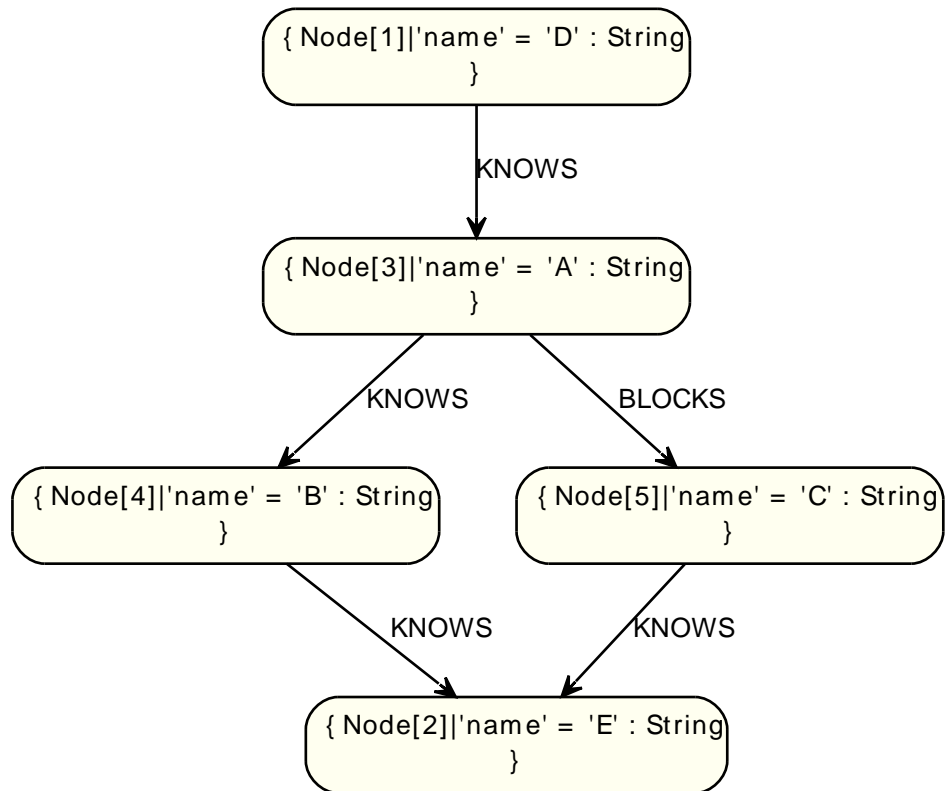 { Node[1]|'name' = 'D' : String
}
KNOWS
{ Node[3]|'name' = 'A' : String
}
KNOWS
BLOCKS
{ Node[4]|'name' = 'B' : String
}
{ Node[5]|'name' = 'C' : String
}
KNOWS
KNOWS
{ Node[2]|'name' = 'E' : String
}